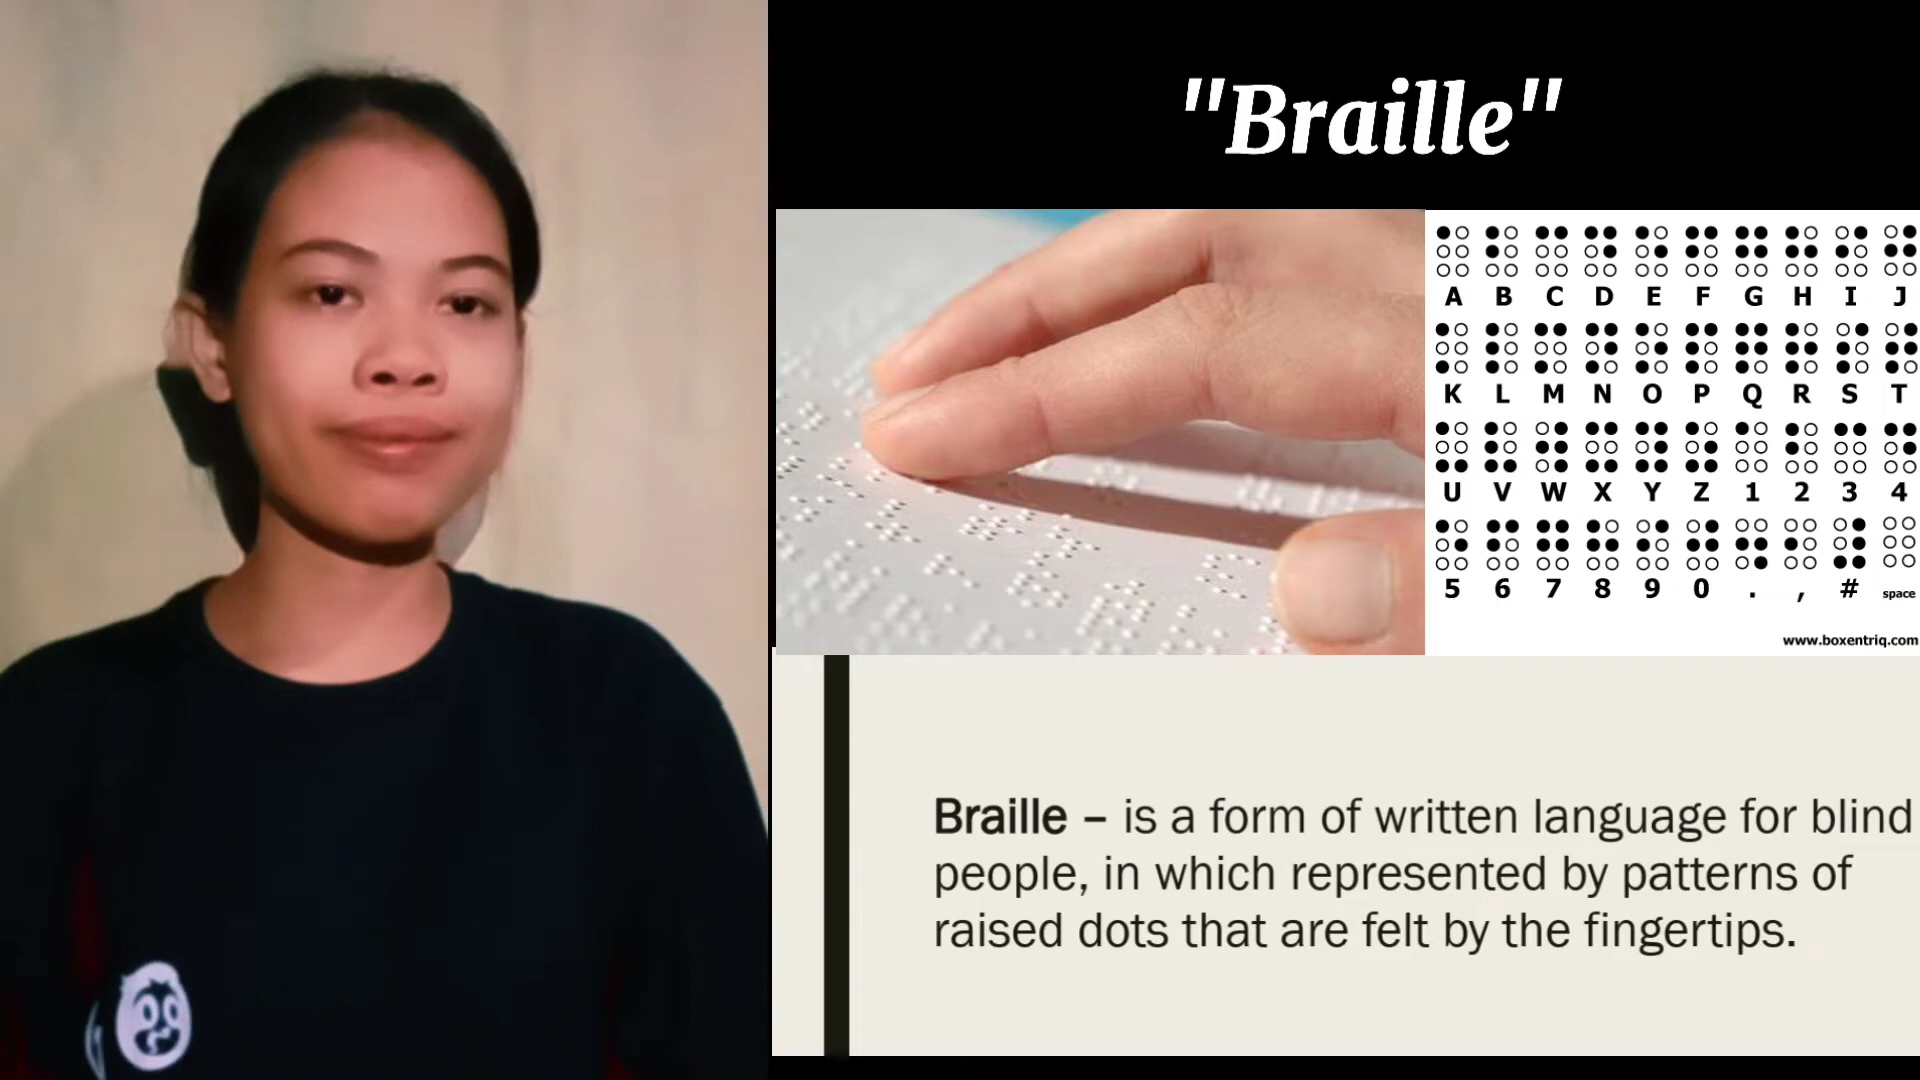 "Braille"
A B C D E F G H I J
K L M N O P Q R S T
U V W X Y Z 1 2 3 4
5 6 7 8 9 0 . , # space
www.boxentriq.com
Braille – is a form of written language for blind
people, in which represented by patterns of
raised dots that are felt by the fingertips.